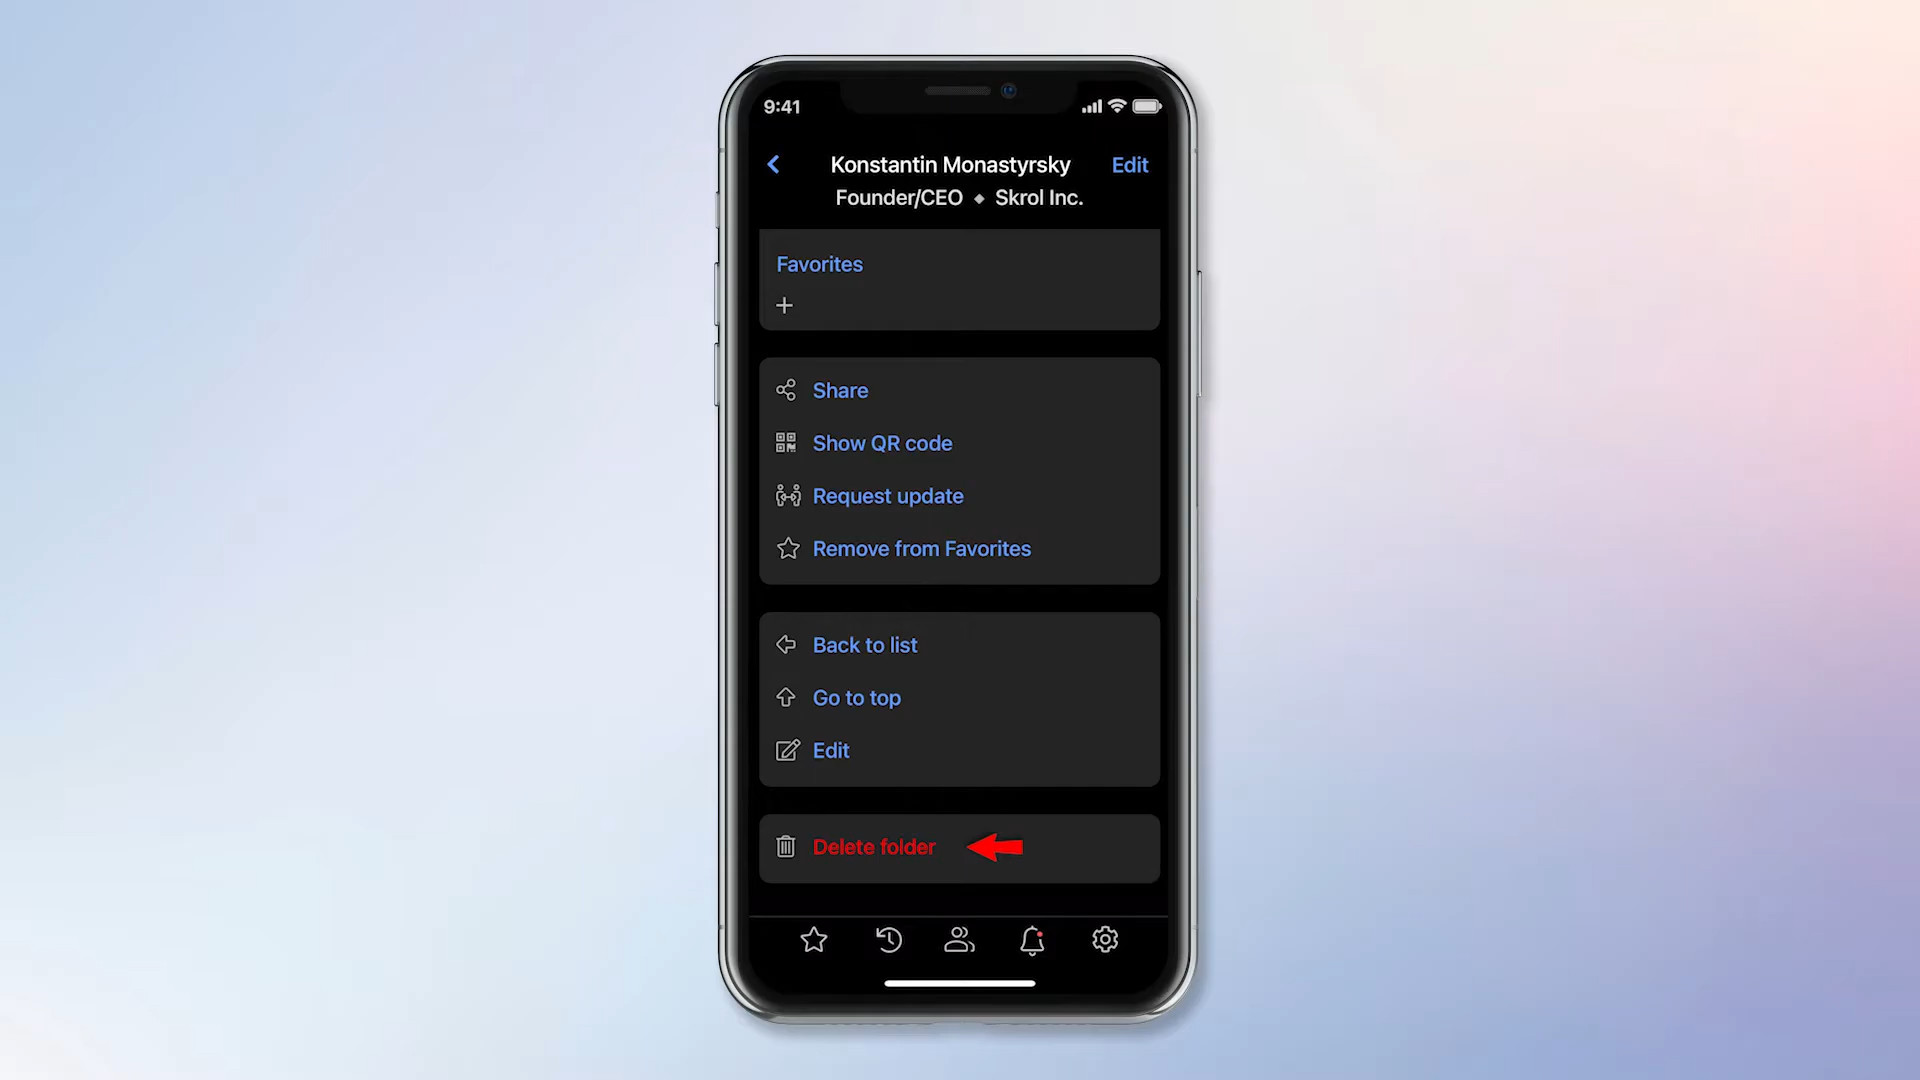 9:41
Konstantin Monastyrsky
Edit
Founder/CEO ◆ Skrol Inc.
Favorites
+
Share
Show QR code
Request update
Remove from Favorites
Back to list
Go to top
Edit
Delete folder